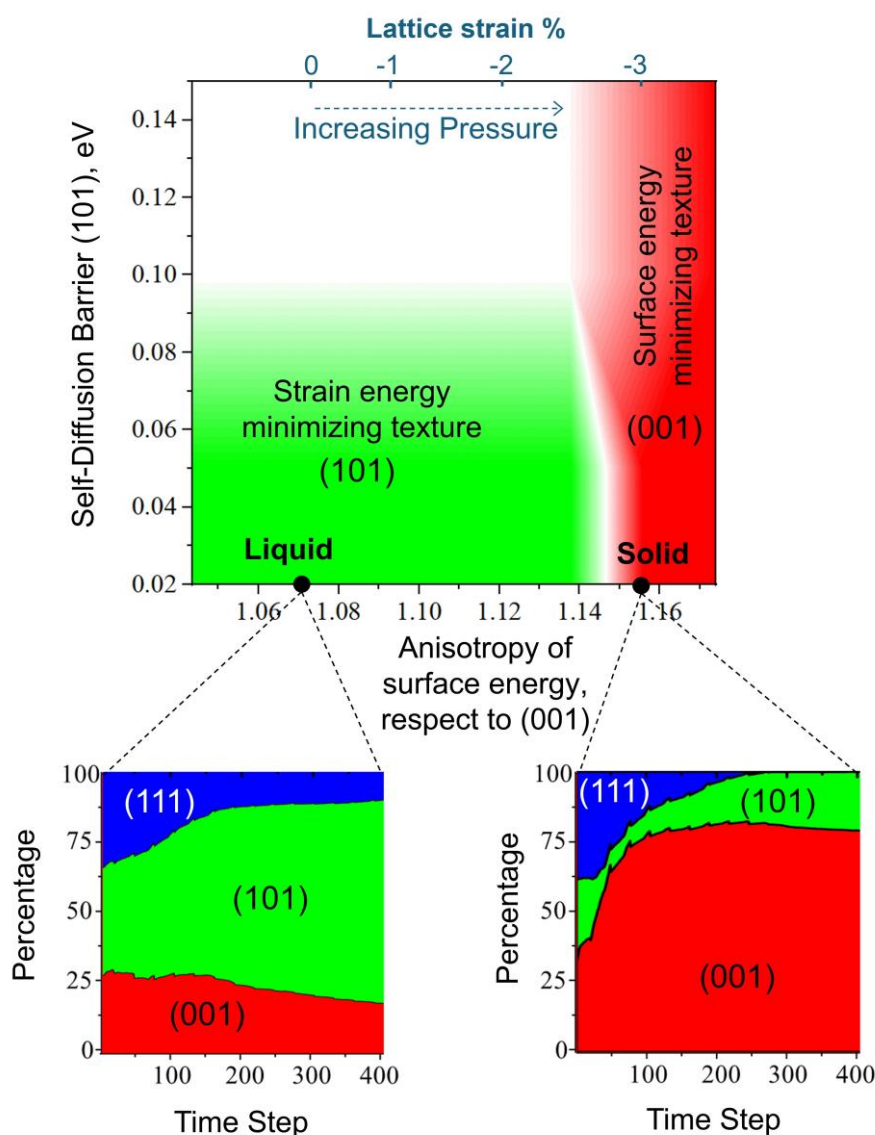 Lattice strain %
0 -1 -2 -3
Increasing Pressure
Self-Diffusion Barrier (101), eV
0.14
0.12
0.10
0.08
0.06
0.04
0.02
Surface energy
minimizing texture
(001)
Strain energy
minimizing texture
(101)
Liquid
Solid
1.06 1.08 1.10 1.12 1.14 1.16
Anisotropy of
surface energy,
respect to (001)
Percentage
100
75
50
25
0
(111)
(101)
(001)
100 200 300 400
Time Step
Percentage
100
75
50
25
0
(111)
(101)
(001)
100 200 300 400
Time Step